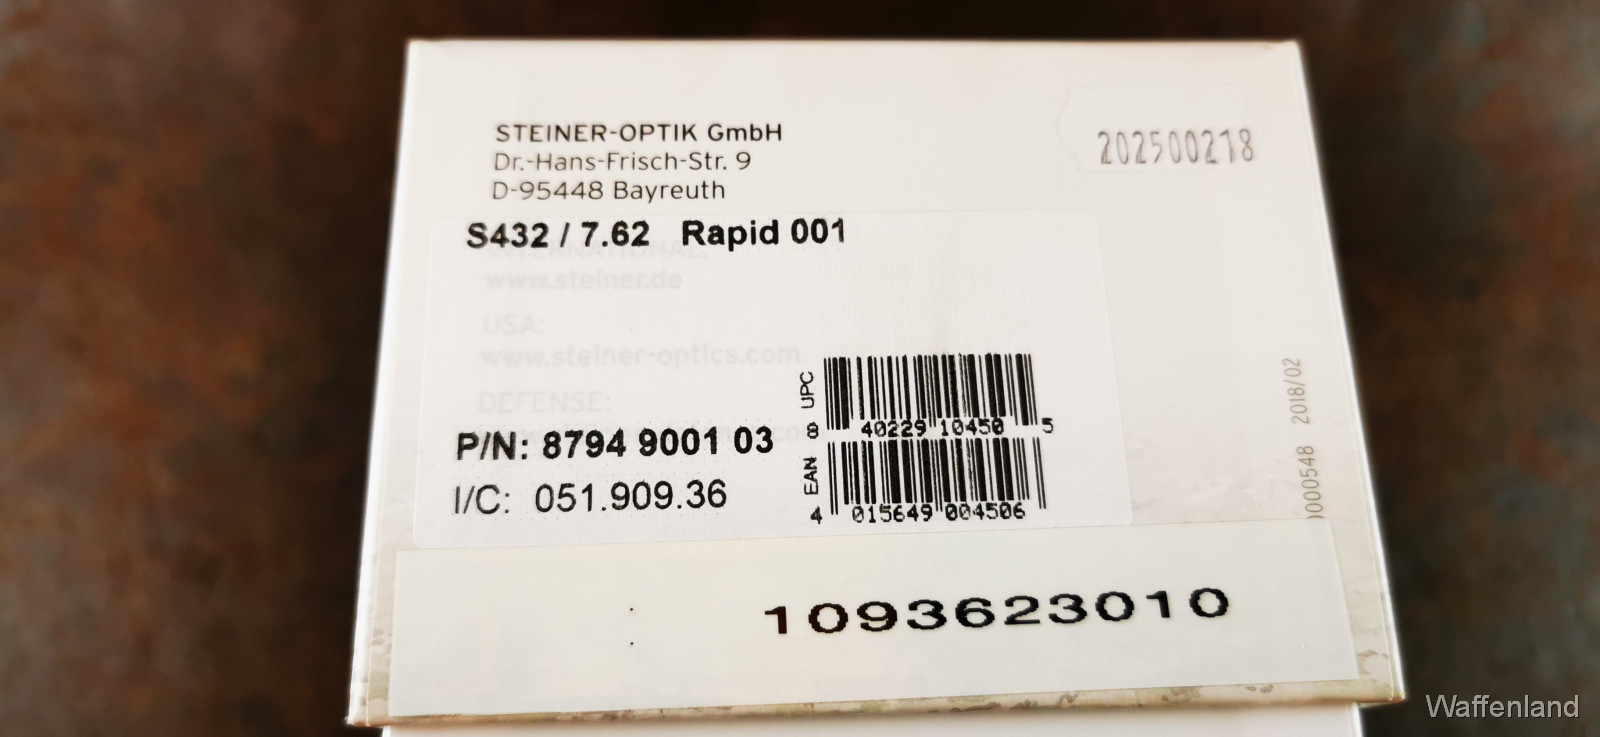 STEINER-OPTIK GmbH
Dr.-Hans-Frisch-Str. 9
D-95448 Bayreuth
202500218
S432 / 7.62 Rapid 001
INTERNATIONAL:
www.steiner.de
USA:
www.steiner-optics.com
DEFENSE:
P/N: 8794 9001 03
I/C: 051.909.36
UPC
8 40229 10450 5
EAN
4 015649 004506
2018/02
1093623010
Waffenland